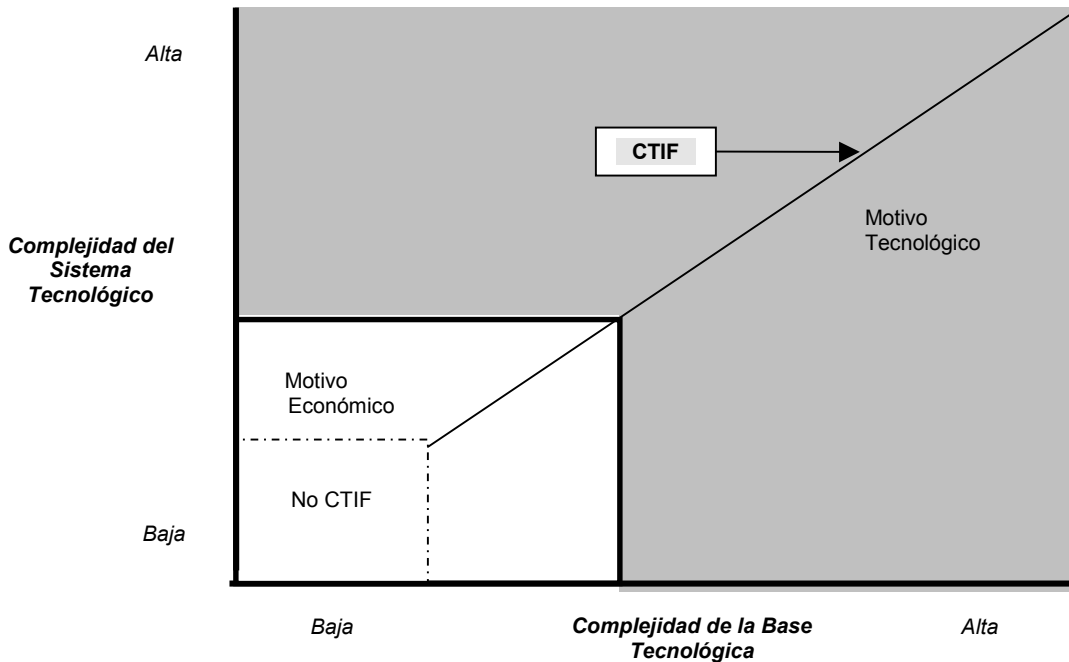 Alta
CTIF
Motivo
Tecnológico
Complejidad del
Sistema
Tecnológico
Motivo
Económico
No CTIF
Baja
Baja
Complejidad de la Base
Tecnológica
Alta